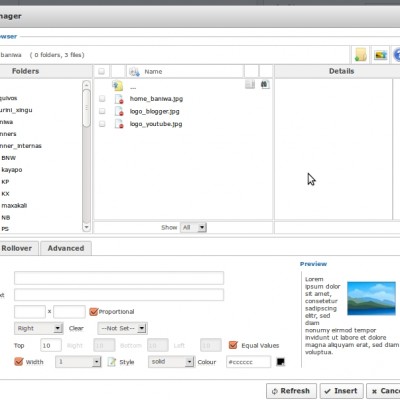 nager
owser
baniwa ( 0 folders, 3 files)
Folders
Name
Details
quivos
urini_xingu
niwa
nners
nner_internas
BNW
kayapo
KP
KX
maxakali
NB
PS
...
home_baniwa.jpg
logo_blogger.jpg
logo_youtube.jpg
Show All
Rollover Advanced
xt
x Proportional
Right Clear --Not Set--
Top 10 Right 10 Bottom 10 Left 10 Equal Values
Width 1 Style solid Colour #cccccc
Preview
Lorem
ipsum dolor
sit amet,
consetetur
sadipscing
elitr, sed
diam
nonumy eirmod tempor
invidunt ut labore et dolore
magna aliquyam erat, sed diam
voluptua.
Refresh Insert Canc